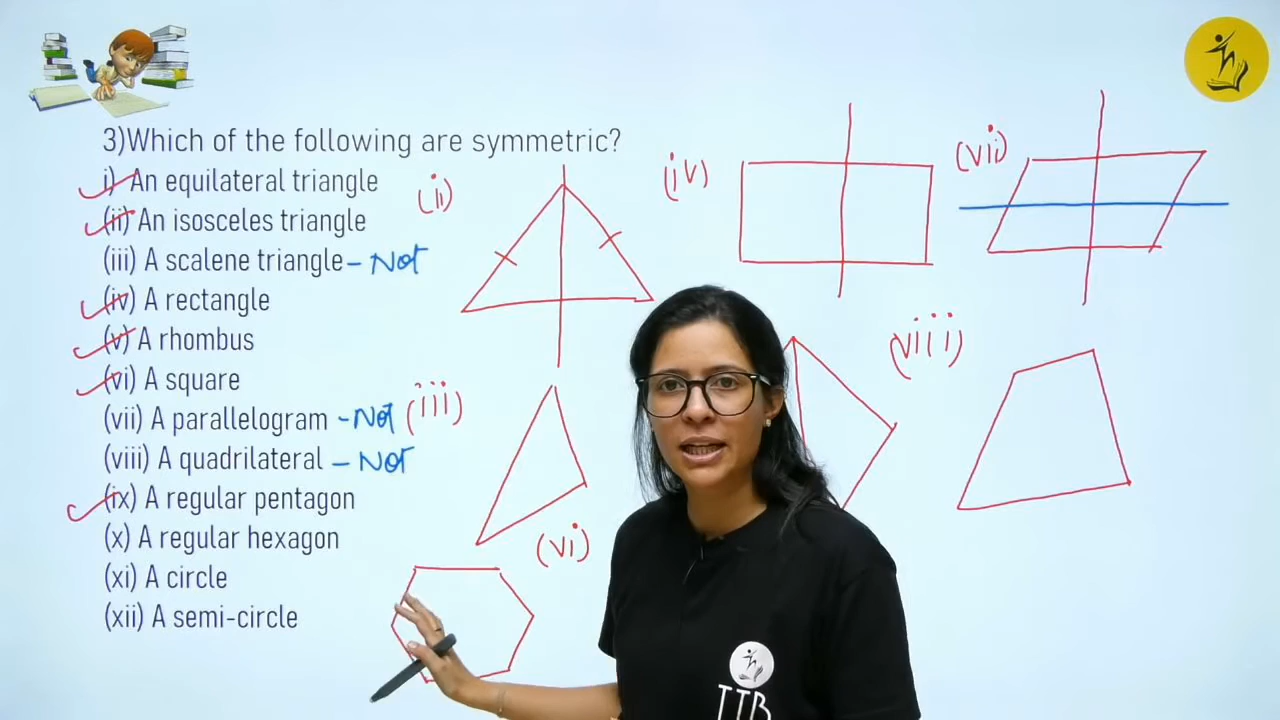 3)Which of the following are symmetric?
i) An equilateral triangle
(ii) An isosceles triangle
(iii) A scalene triangle – Not
(iv) A rectangle
(v) A rhombus
(vi) A square
(vii) A parallelogram – Not
(viii) A quadrilateral – Not
(ix) A regular pentagon
(x) A regular hexagon
(xi) A circle
(xii) A semi-circle
(ii)
(iv)
(vii)
(iii)
(viii)
(vi)
TTB